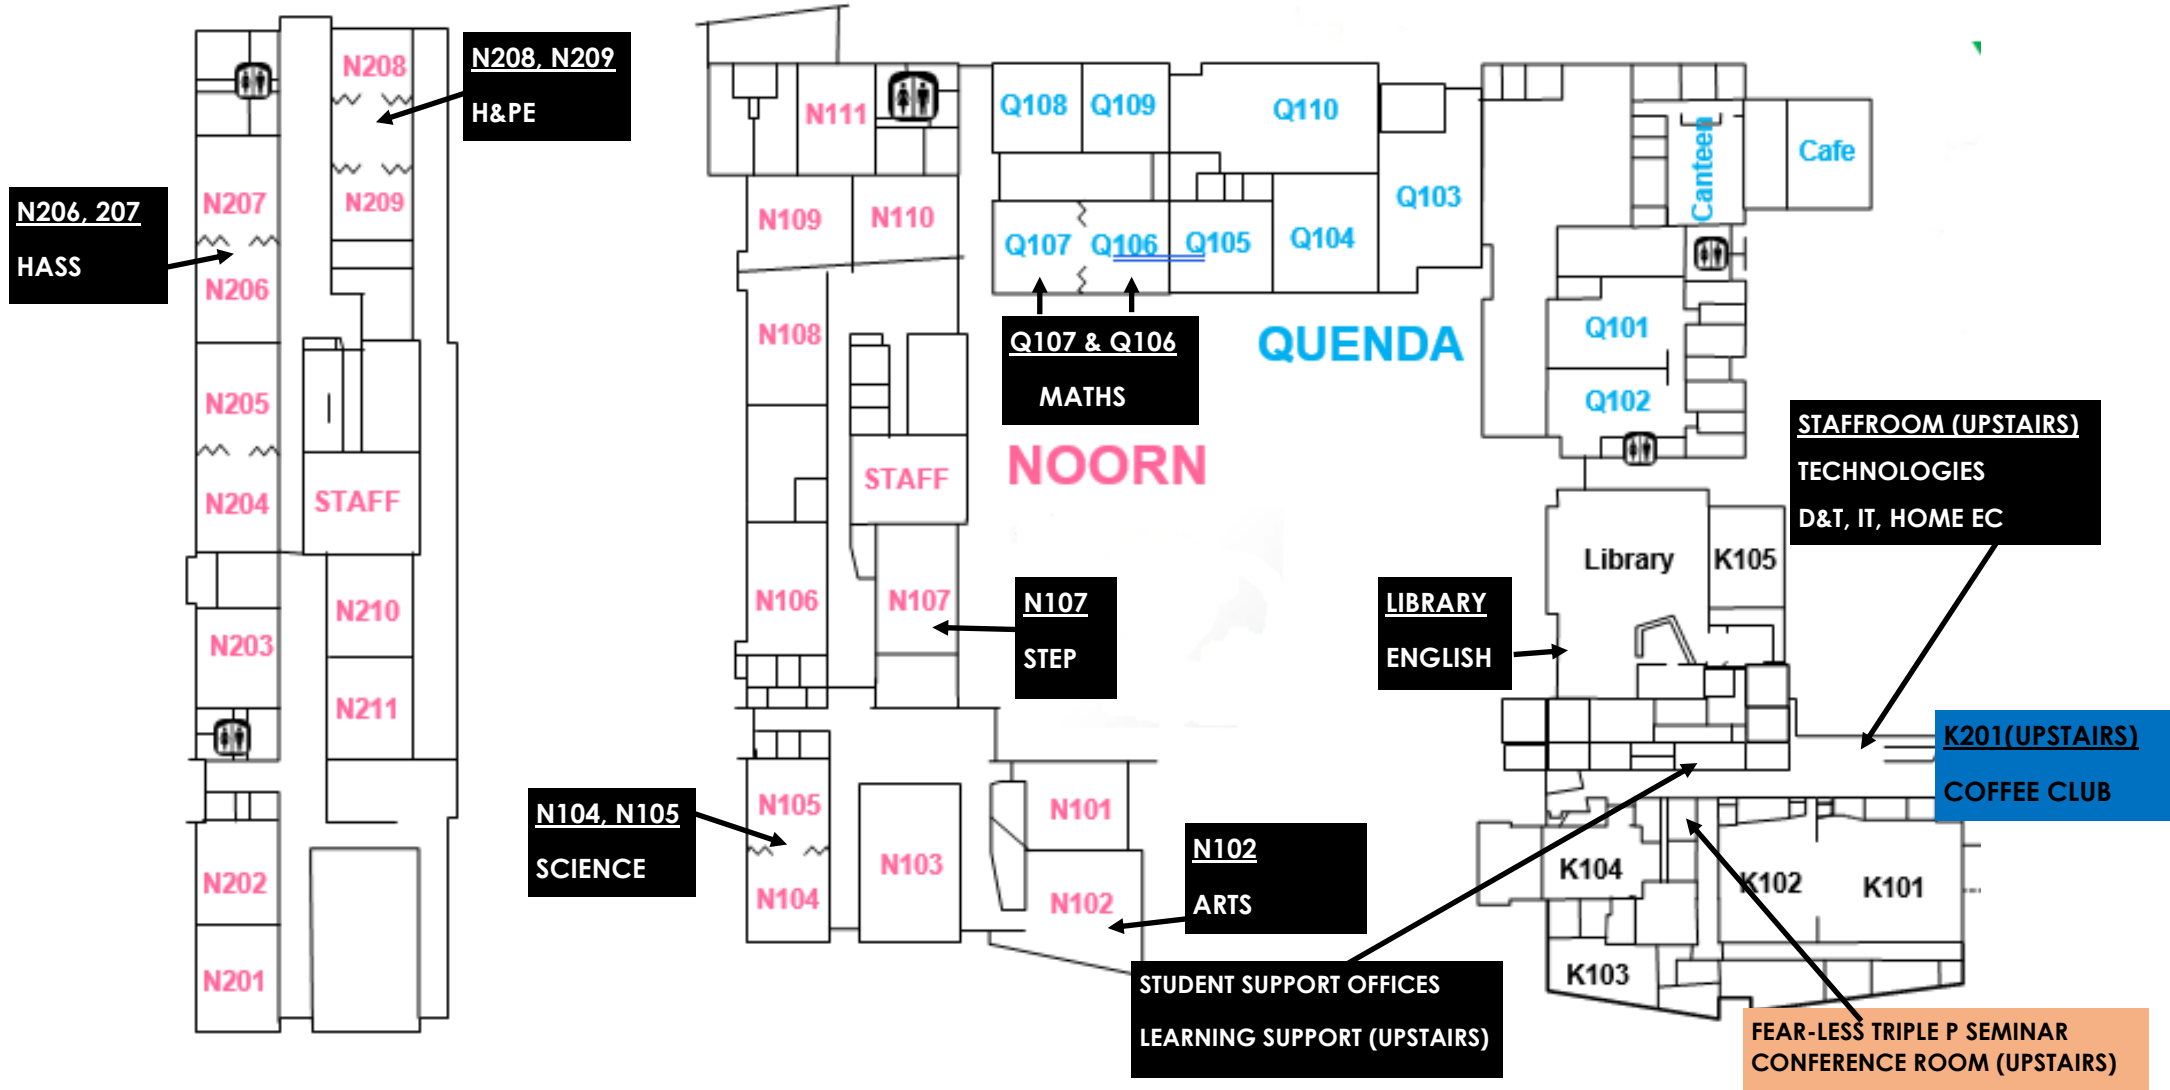 N208
N208, N209
H&PE
N207
N209
N206, 207
HASS
N206
N205
N204
STAFF
N210
N203
N211
N202
N201
N111
N109
N110
N108
STAFF
NOORN
N106
N107
N107
STEP
N105
N104, N105
SCIENCE
N103
N104
N101
N102
N102
ARTS
Q108
Q109
Q110
Q103
Q107
Q106
Q105
Q104
Q107 & Q106
MATHS
QUENDA
Canteen
Cafe
Q101
Q102
STAFFROOM (UPSTAIRS)
TECHNOLOGIES
D&T, IT, HOME EC
Library
K105
LIBRARY
ENGLISH
K201(UPSTAIRS)
COFFEE CLUB
K104
K102
K101
K103
STUDENT SUPPORT OFFICES
LEARNING SUPPORT (UPSTAIRS)
FEAR-LESS TRIPLE P SEMINAR
CONFERENCE ROOM (UPSTAIRS)